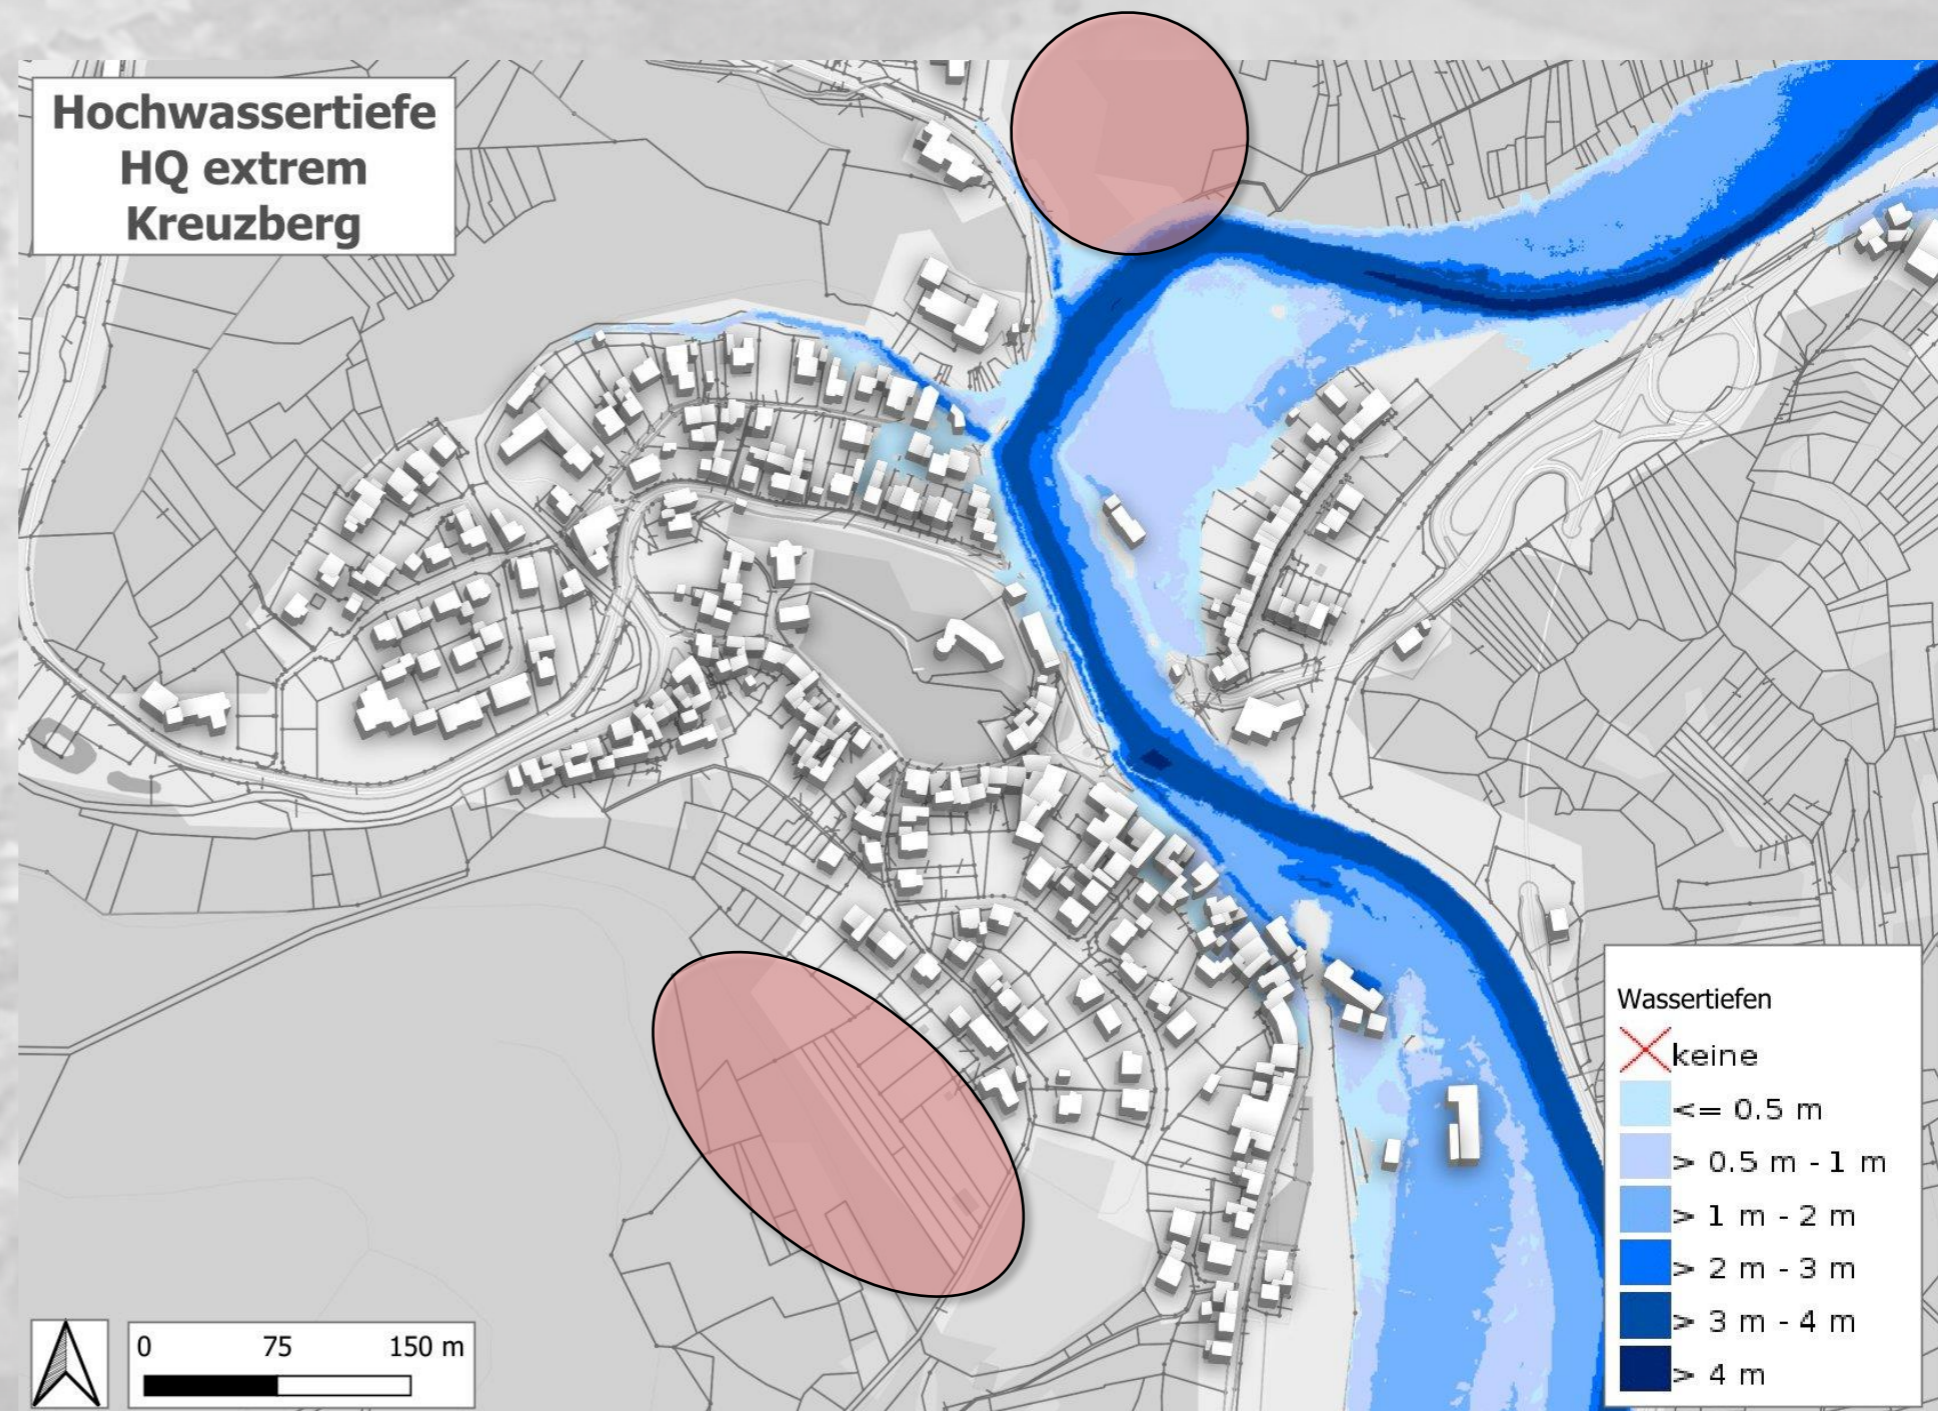 Hochwassertiefe
HQ extrem
Kreuzberg
Wassertiefen
keine
<= 0.5 m
> 0.5 m - 1 m
> 1 m - 2 m
> 2 m - 3 m
> 3 m - 4 m
> 4 m
0 75 150 m